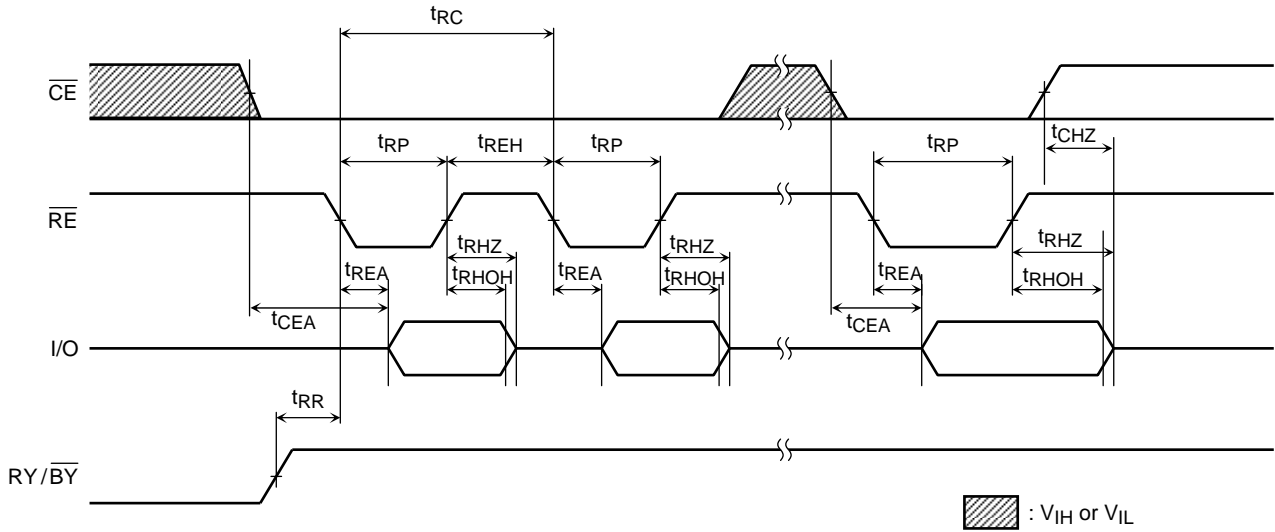 tRC
CE
tCHZ
tRP tREH tRP tRP
RE
tRHZ tRHZ tRHZ
tREA tRHOH tREA tRHOH tREA tRHOH
tCEA tCEA
I/O
tRR
RY/BY
: VIH or VIL